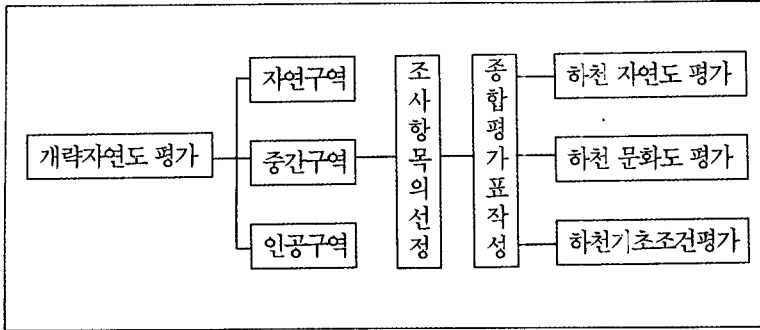 개략자연도 평가
자연구역
중간구역
인공구역
조사항목의선정
종합평가표작성
하천 자연도 평가
하천 문화도 평가
하천기초조건평가